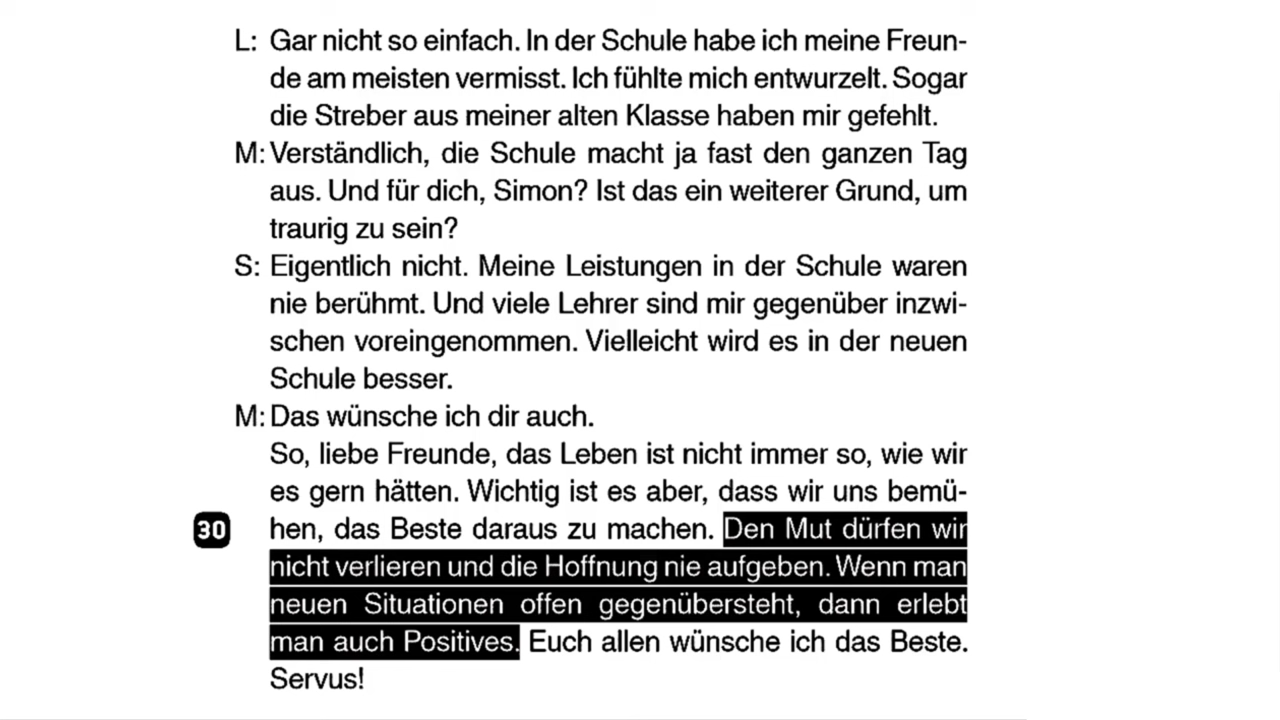 L: Gar nicht so einfach. In der Schule habe ich meine Freun-
de am meisten vermisst. Ich fühlte mich entwurzelt. Sogar
die Streber aus meiner alten Klasse haben mir gefehlt.
M: Verständlich, die Schule macht ja fast den ganzen Tag
aus. Und für dich, Simon? Ist das ein weiterer Grund, um
traurig zu sein?
S: Eigentlich nicht. Meine Leistungen in der Schule waren
nie berühmt. Und viele Lehrer sind mir gegenüber inzwi-
schen voreingenommen. Vielleicht wird es in der neuen
Schule besser.
M: Das wünsche ich dir auch.
So, liebe Freunde, das Leben ist nicht immer so, wie wir
es gern hätten. Wichtig ist es aber, dass wir uns bemü-
30 hen, das Beste daraus zu machen. Den Mut dürfen wir
nicht verlieren und die Hoffnung nie aufgeben. Wenn man
neuen Situationen offen gegenübersteht, dann erlebt
man auch Positives. Euch allen wünsche ich das Beste.
Servus!